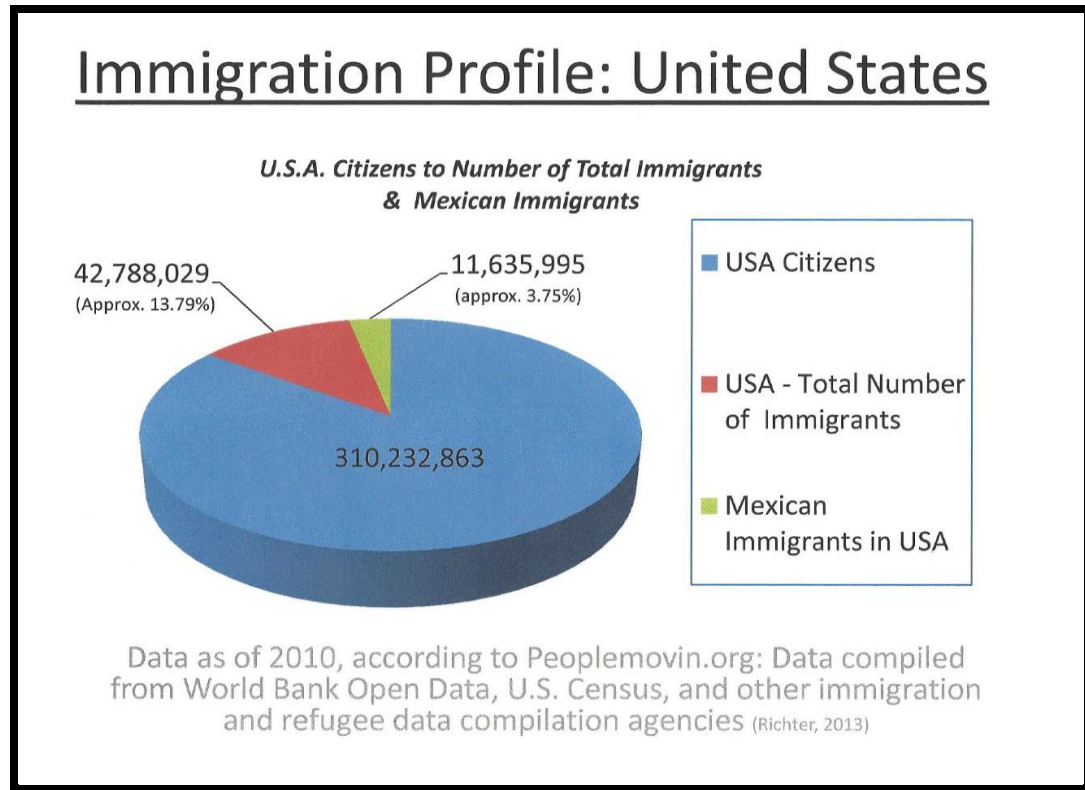 Immigration Profile: United States
U.S.A. Citizens to Number of Total Immigrants
& Mexican Immigrants
42,788,029
(Approx. 13.79%)
11,635,995
(approx. 3.75%)
310,232,863
USA Citizens
USA - Total Number
of Immigrants
Mexican
Immigrants in USA
Data as of 2010, according to Peoplemovin.org: Data compiled
from World Bank Open Data, U.S. Census, and other immigration
and refugee data compilation agencies (Richter, 2013)